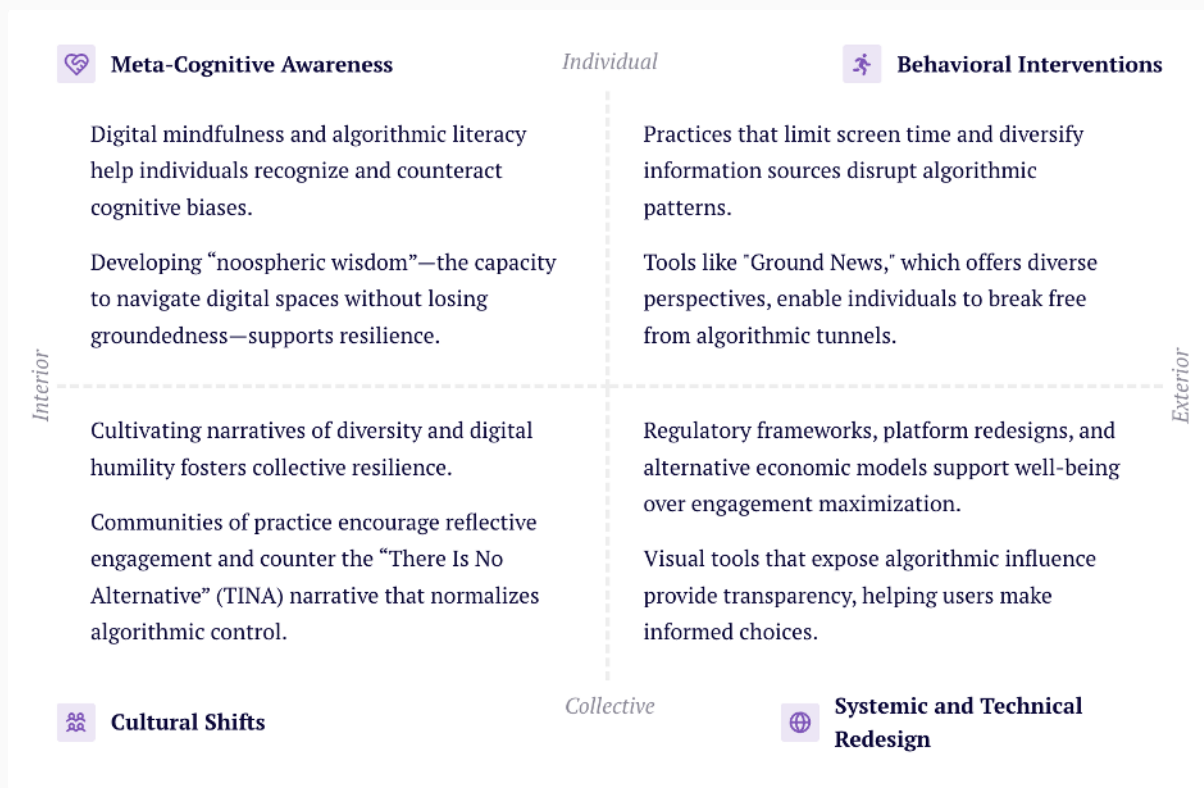 Meta-Cognitive Awareness
Individual
Behavioral Interventions
Digital mindfulness and algorithmic literacy
help individuals recognize and counteract
cognitive biases.
Developing “noospheric wisdom”—the capacity
to navigate digital spaces without losing
groundedness—supports resilience.
Practices that limit screen time and diversify
information sources disrupt algorithmic
patterns.
Tools like "Ground News," which offers diverse
perspectives, enable individuals to break free
from algorithmic tunnels.
Interior
Exterior
Cultivating narratives of diversity and digital
humility fosters collective resilience.
Communities of practice encourage reflective
engagement and counter the “There Is No
Alternative” (TINA) narrative that normalizes
algorithmic control.
Regulatory frameworks, platform redesigns, and
alternative economic models support well-being
over engagement maximization.
Visual tools that expose algorithmic influence
provide transparency, helping users make
informed choices.
Cultural Shifts
Collective
Systemic and Technical
Redesign